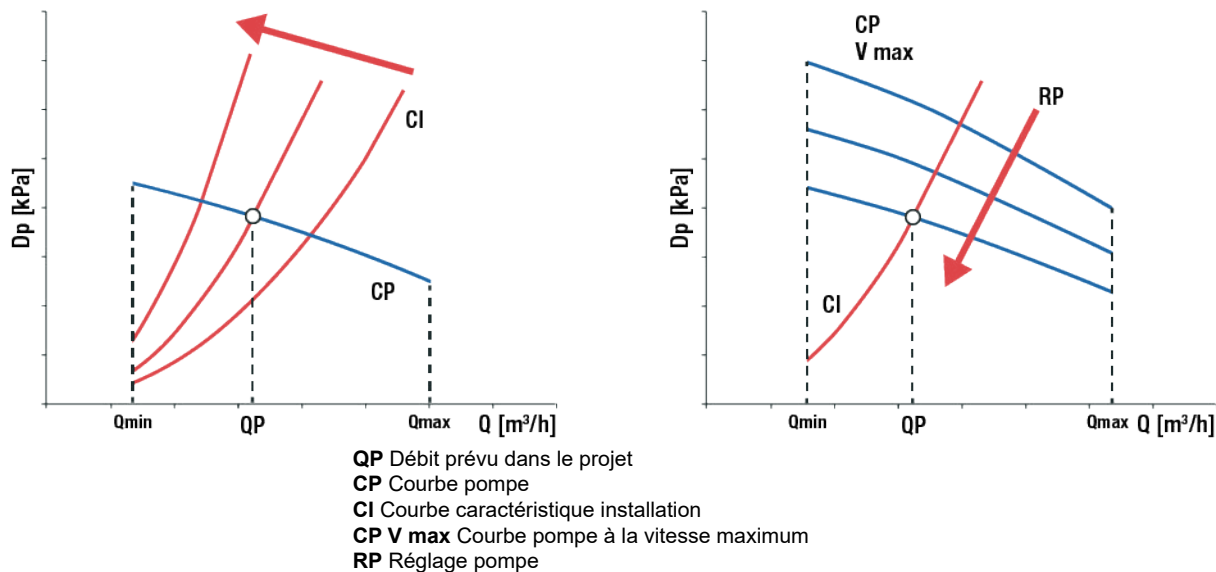 CI
Dp [kPa]
CP
Qmin
QP
Qmax
Q [m³/h]
CP
V max
RP
Dp [kPa]
CI
Qmin
QP
Qmax
Q [m³/h]
QP Débit prévu dans le projet
CP Courbe pompe
CI Courbe caractéristique installation
CP V max Courbe pompe à la vitesse maximum
RP Réglage pompe